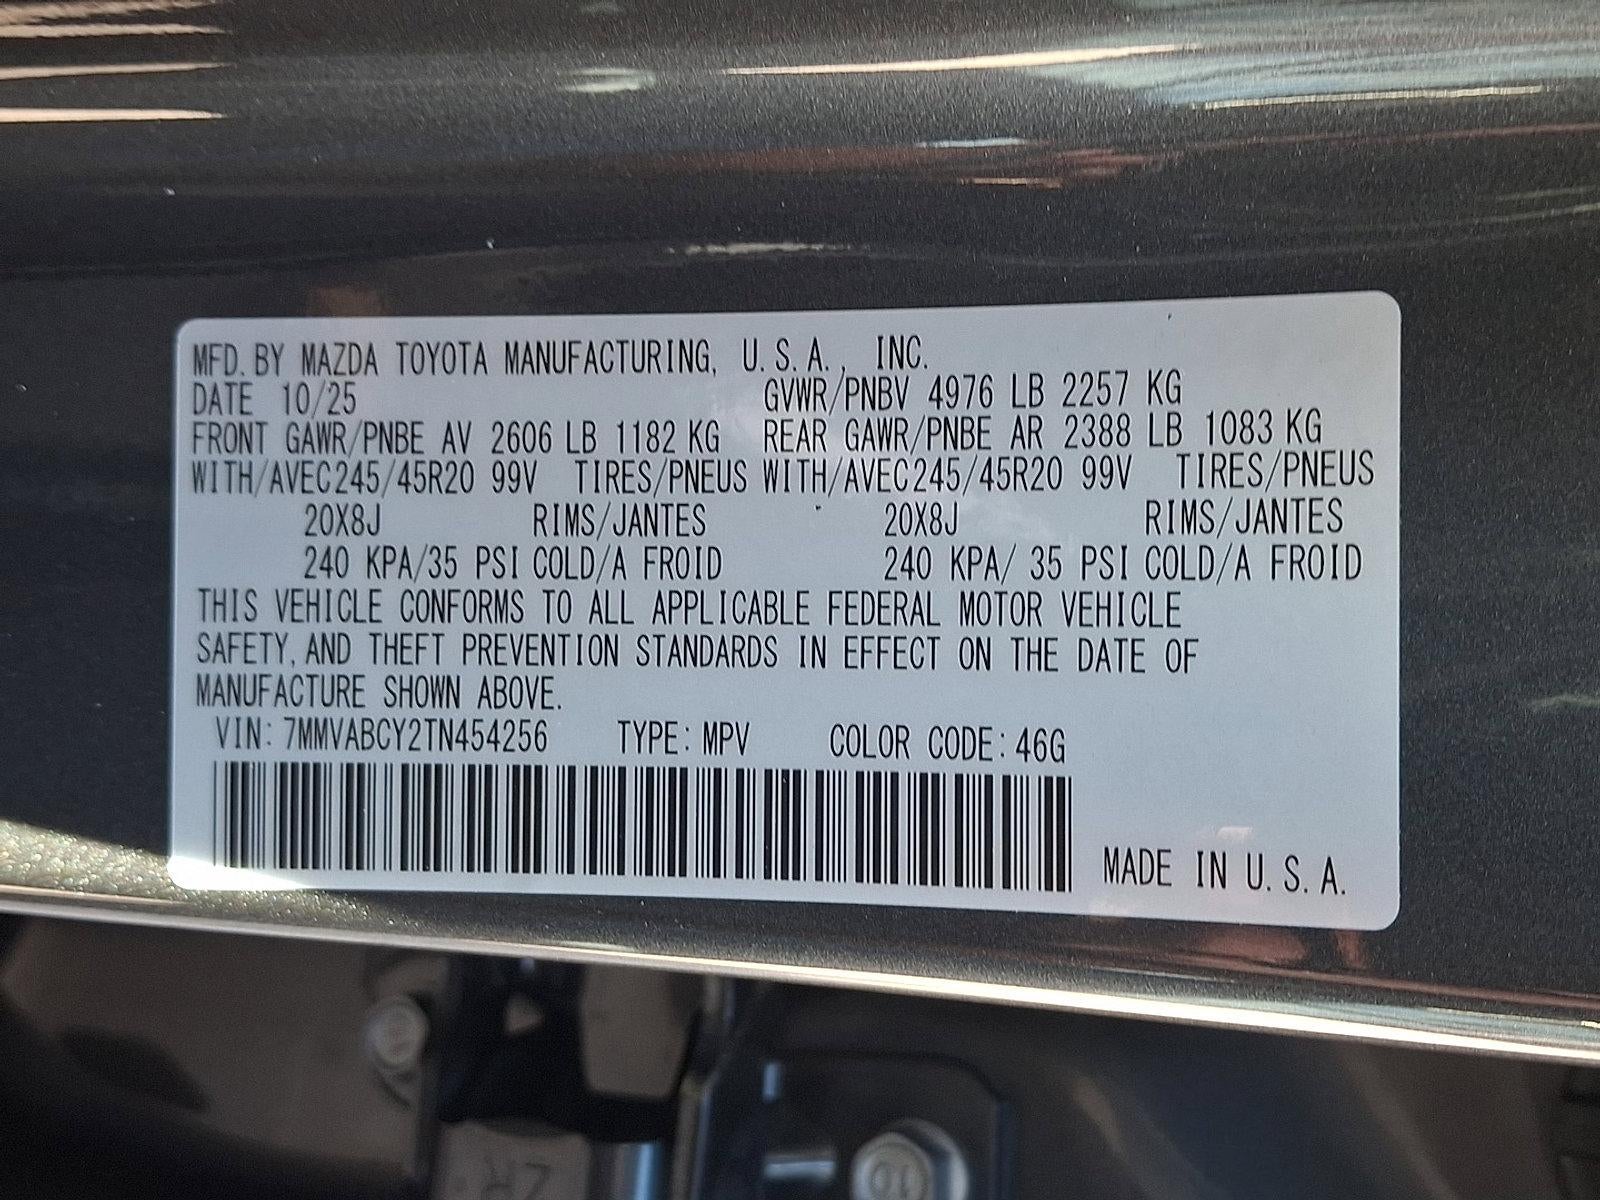 MFD. BY MAZDA TOYOTA MANUFACTURING, U.S.A., INC.
DATE 10/25 GVWR/PNBV 4976 LB 2257 KG
FRONT GAWR/PNBE AV 2606 LB 1182 KG REAR GAWR/PNBE AR 2388 LB 1083 KG
WITH/AVEC245/45R20 99V TIRES/PNEUS WITH/AVEC245/45R20 99V TIRES/PNEUS
20X8J RIMS/JANTES 20X8J RIMS/JANTES
240 KPA/35 PSI COLD/A FROID 240 KPA/ 35 PSI COLD/A FROID
THIS VEHICLE CONFORMS TO ALL APPLICABLE FEDERAL MOTOR VEHICLE
SAFETY, AND THEFT PREVENTION STANDARDS IN EFFECT ON THE DATE OF
MANUFACTURE SHOWN ABOVE.
VIN: 7MMVABCY2TN454256 TYPE: MPV COLOR CODE: 46G
MADE IN U.S.A.
10